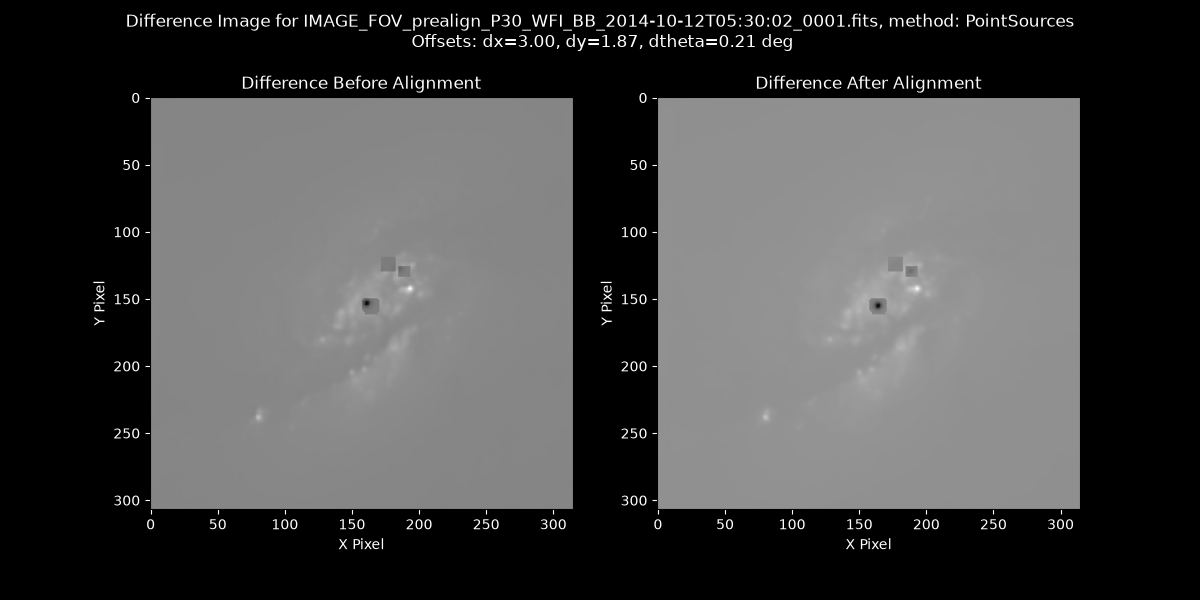 Difference Image for IMAGE_FOV_prealign_P30_WFI_BB_2014-10-12T05:30:02_0001.fits, method: PointSources
Offsets: dx=3.00, dy=1.87, dtheta=0.21 deg
Difference Before Alignment
0
50
100
150
200
250
300
Y Pixel
0 50 100 150 200 250 300
X Pixel
Difference After Alignment
0
50
100
150
200
250
300
Y Pixel
0 50 100 150 200 250 300
X Pixel